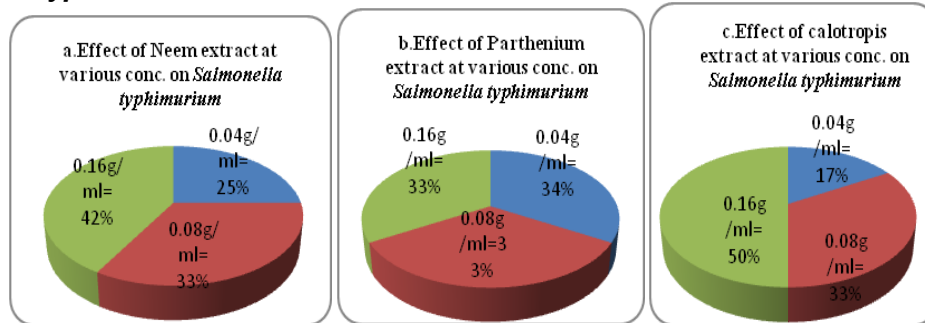 a.Effect of Neem extract at
various conc. on Salmonella
typhimurium
0.04g/
ml=
25%
0.16g/
ml=
42%
0.08g/
ml=
33%
b.Effect of Parthenium
extract at various conc. on
Salmonella typhimurium
0.16g
/ml=
33%
0.04g
/ml=
34%
0.08g
/ml=3
3%
c.Effect of calotropis
extract at various conc. on
Salmonella typhimurium
0.04g
/ml=
17%
0.16g
/ml=
50%
0.08g
/ml=
33%